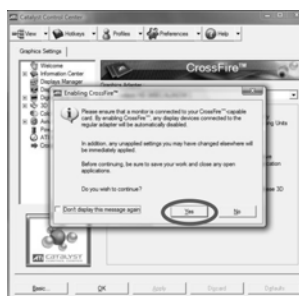 Catalyst Control Center
View
Hotkeys
Profiles
Preferences
Help
Graphics Settings
Welcome
Information Center
Displays Manager
CrossFire™
Enabling CrossFire™
Please ensure that a monitor is connected to your CrossFire™-capable
card. By enabling CrossFire™, any display devices connected to the
regular adapter will be automatically disabled.
In addition, any unapplied settings you may have changed elsewhere will
be immediately applied.
Before continuing, be sure to save your work and close any open
applications.
Do you wish to continue?
Don't display this message again
Yes
No
CATALYST
Basic...
OK
Apply
Discard
Defaults